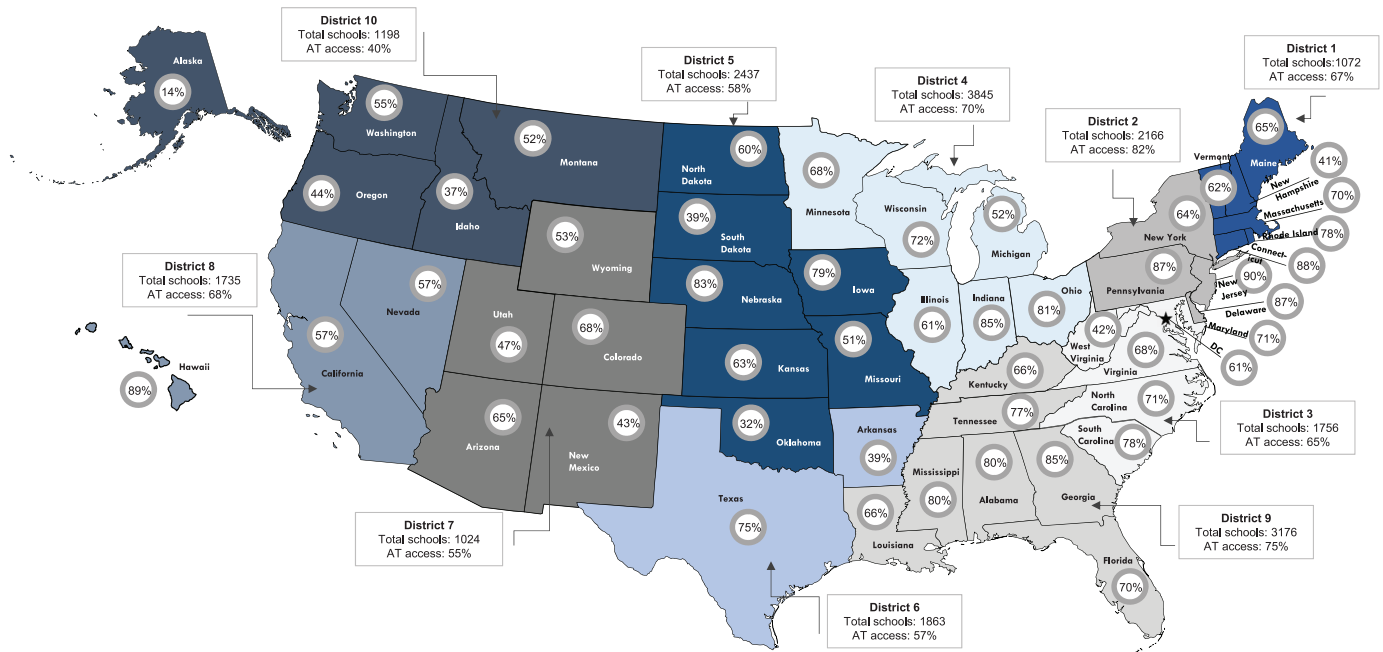 District 10
Total schools: 1198
AT access: 40%
District 5
Total schools: 2437
AT access: 58%
District 4
Total schools: 3845
AT access: 70%
District 1
Total schools:1072
AT access: 67%
District 2
Total schools: 2166
AT access: 82%
District 8
Total schools: 1735
AT access: 68%
District 3
Total schools: 1756
AT access: 65%
District 7
Total schools: 1024
AT access: 55%
District 9
Total schools: 3176
AT access: 75%
District 6
Total schools: 1863
AT access: 57%
Alaska
14%
55%
Washington
52%
Montana
44%
Oregon
37%
Idaho
60%
North
Dakota
39%
South
Dakota
68%
Minnesota
Wisconsin
72%
52%
Michigan
53%
Wyoming
57%
Nevada
57%
California
Hawaii
89%
Utah
47%
68%
Colorado
83%
Nebraska
79%
Iowa
Illinois
61%
Indiana
85%
Ohio
81%
63%
Kansas
51%
Missouri
65%
Arizona
43%
New
Mexico
32%
Oklahoma
Arkansas
39%
Texas
75%
66%
Louisiana
Mississippi
80%
80%
Alabama
85%
Georgia
Florida
70%
66%
Kentucky
77%
Tennessee
North
Carolina
71%
South
Carolina
78%
42%
West
Virginia
68%
Virginia
87%
Pennsylvania
64%
New York
Vermont
62%
65%
Maine
41%
New
Hampshire
70%
Massachusetts
Rhode Island
78%
Connect-
icut
88%
New
Jersey
90%
Delaware
87%
Maryland
71%
DC
61%